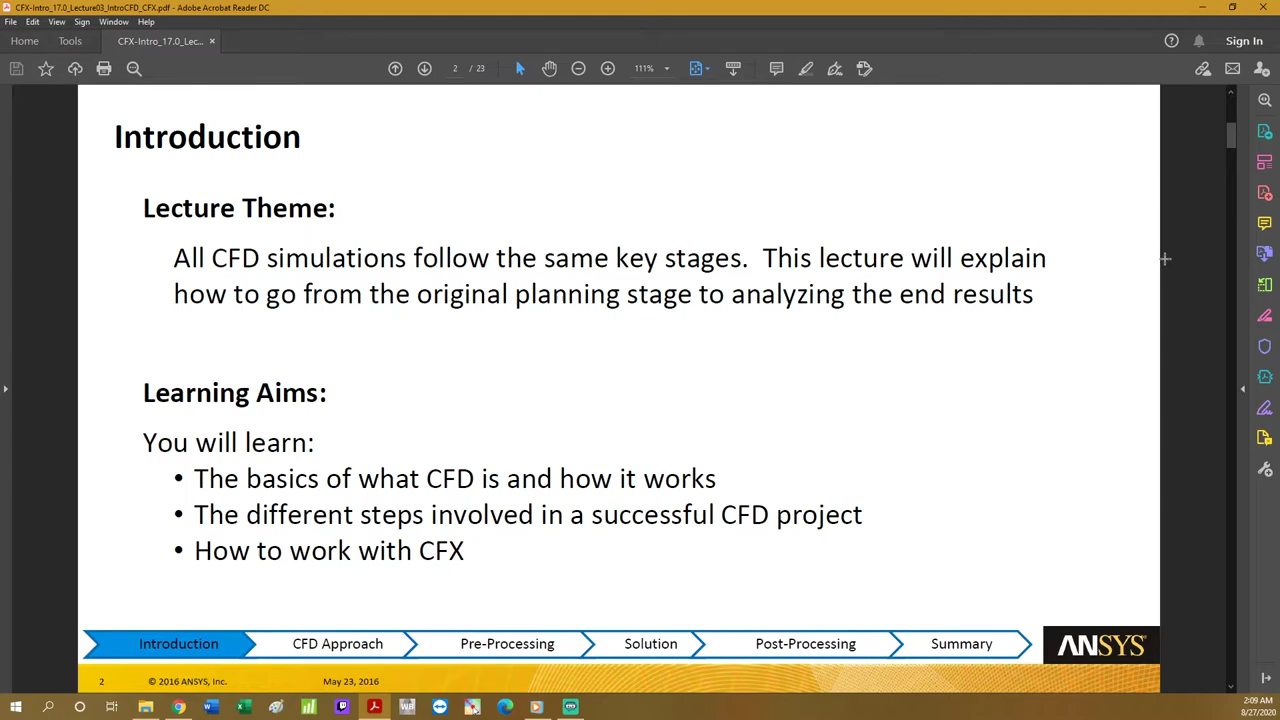 CFX-Intro_17.0_Lecture03_IntroCFD_CFX.pdf - Adobe Acrobat Reader DC
File Edit View Sign Window Help
Home Tools CFX-Intro_17.0_Lec... × Sign In
2 / 23 111%
Introduction
Lecture Theme:
All CFD simulations follow the same key stages. This lecture will explain
how to go from the original planning stage to analyzing the end results
Learning Aims:
You will learn:
• The basics of what CFD is and how it works
• The different steps involved in a successful CFD project
• How to work with CFX
Introduction CFD Approach Pre-Processing Solution Post-Processing Summary
ANSYS
2 © 2016 ANSYS, Inc. May 23, 2016
WB
2:09 AM
8/27/2020